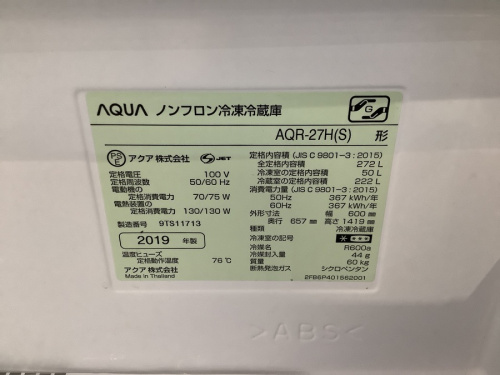 AQUA ノンフロン冷凍冷蔵庫
G
AQR-27H(S) 形
PS E アクア 株式会社 S JET
定格電圧 100 V
定格周波数 50/60 Hz
電動機の
定格消費電力 70/75 W
電熱装置の
定格消費電力 130/130 W
製造番号 9TS11713
2019 年製
温度ヒューズ
定格動作温度 76℃
アクア 株式会社
Made in Thailand
定格内容積 (JIS C 9801-3 : 2015)
全定格内容積 272 L
冷凍室の定格内容積 50 L
冷蔵室の定格内容積 222 L
消費電力量 (JIS C 9801-3 : 2015)
50Hz 367 kWh/年
60Hz 367 kWh/年
外形寸法 幅 600 mm
奥行 657 mm 高さ 1419 mm
種類 冷凍冷蔵庫
冷凍室の記号
冷媒 R600a
冷媒封入量 44 g
質量 60 kg
断熱発泡ガス シクロペンタン
2FB6P401562001
>ABS<